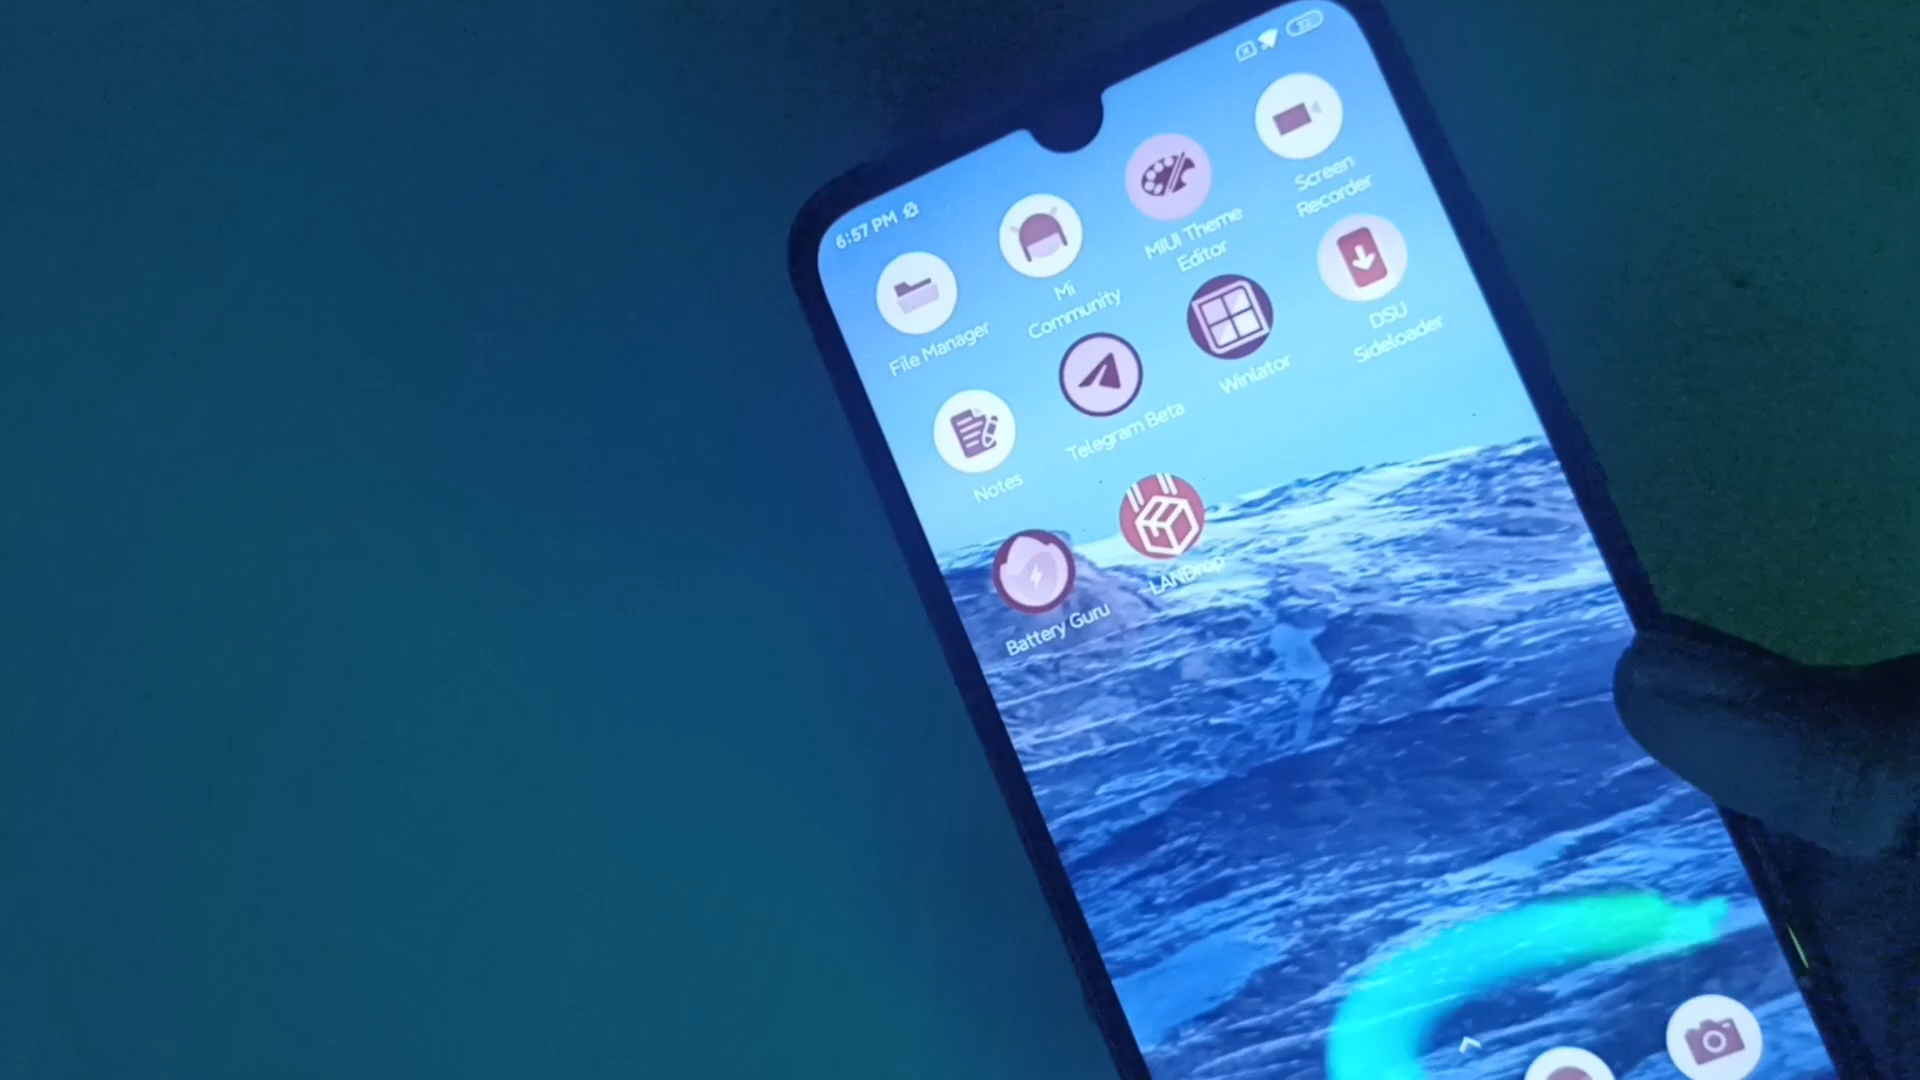 6:57 PM
File Manager
Mi
Community
MIUI Theme
Editor
Screen
Recorder
Notes
Telegram Beta
Winlator
DSU
Sideloader
Battery Guru
LANDrop